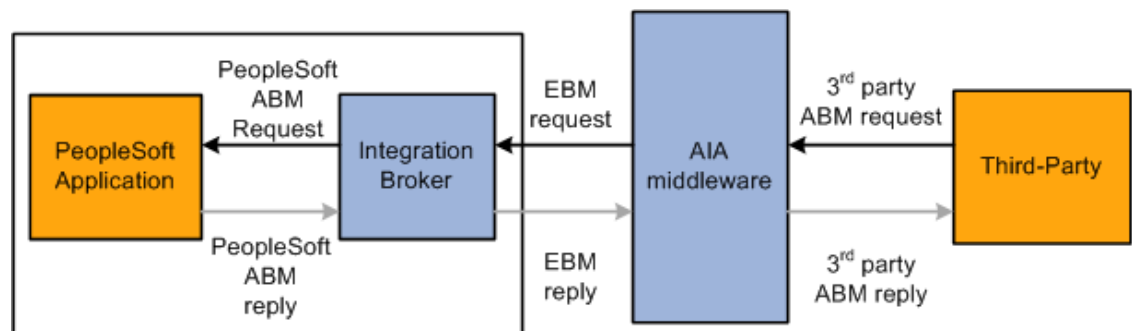 PeopleSoft
ABM
Request
EBM
request
3rd party
ABM request
PeopleSoft
Application
Integration
Broker
AIA
middleware
Third-Party
PeopleSoft
ABM
reply
EBM
reply
3rd party
ABM reply